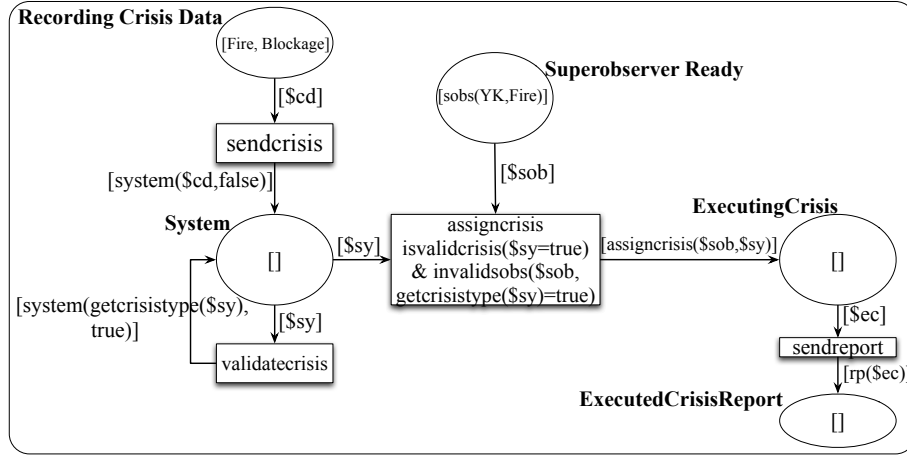 Recording Crisis Data
[Fire, Blockage]
[$cd]
sendcrisis
[system($cd,false)]
System
[]
[$sy]
[system(getcrisistype($sy),
true)]
[$sy]
validatecrisis
Superobserver Ready
[sobs(YK,Fire)]
[$sob]
assigncrisis
isvalidcrisis($sy=true)
& invalidsobs($sob,
getcrisistype($sy)=true)
[assigncrisis($sob,$sy)]
ExecutingCrisis
[]
[$ec]
sendreport
[rp($ec)]
ExecutedCrisisReport
[]